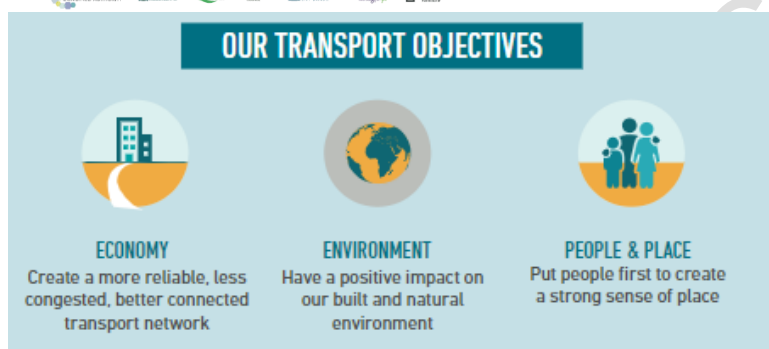 OUR TRANSPORT OBJECTIVES
ECONOMY
Create a more reliable, less
congested, better connected
transport network
ENVIRONMENT
Have a positive impact on
our built and natural
environment
PEOPLE & PLACE
Put people first to create
a strong sense of place